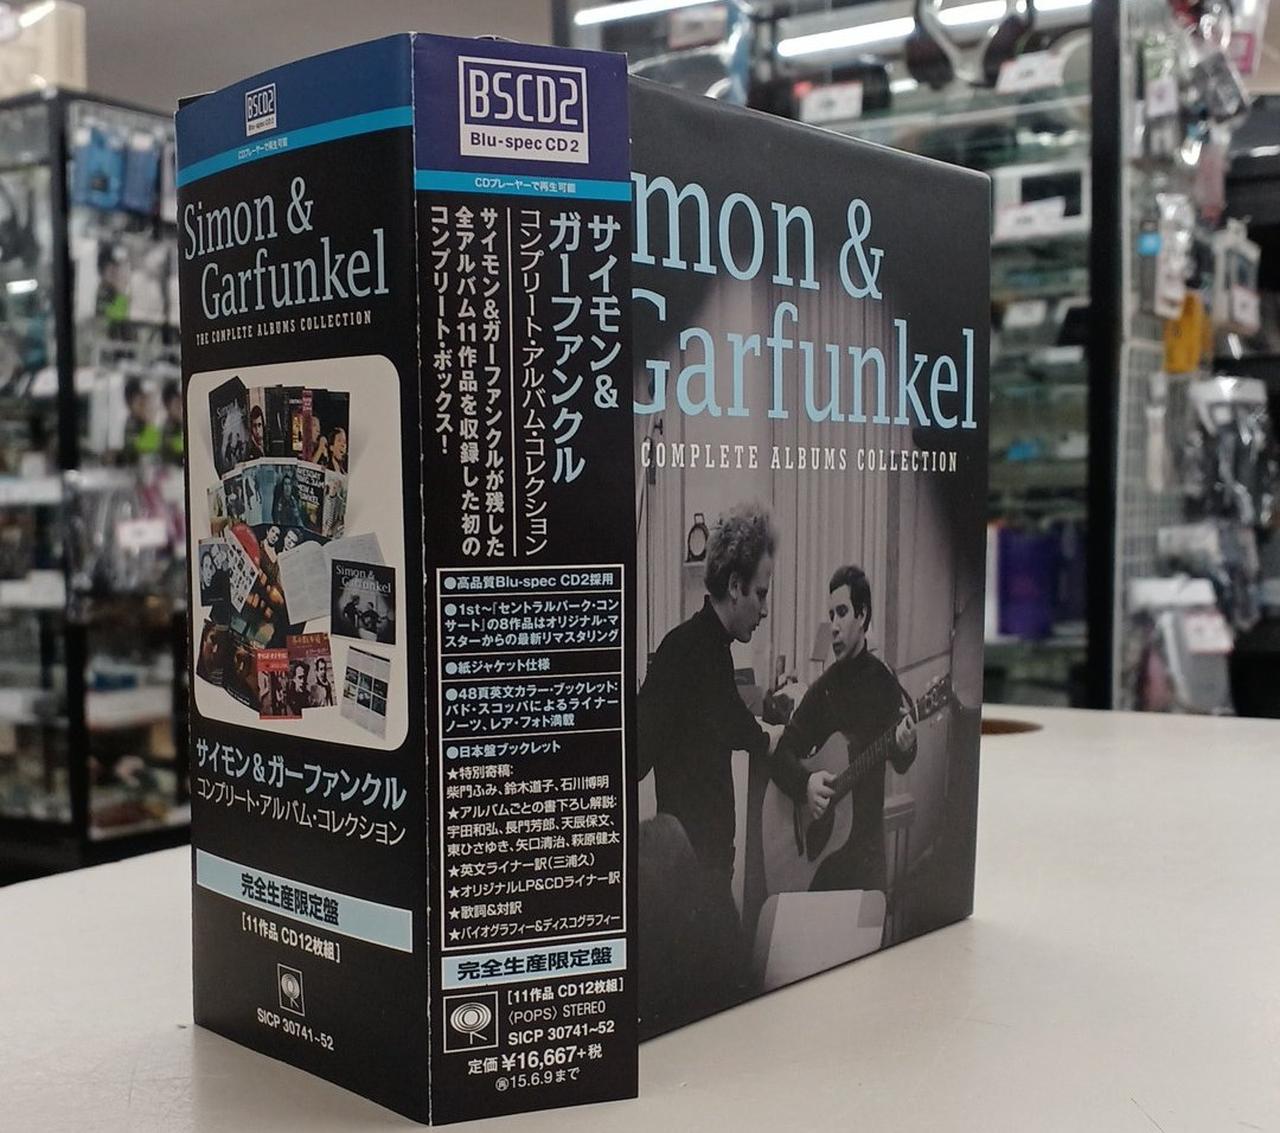 BSCD2
Blu-spec CD2
CDプレーヤーで再生可能
Simon &
Garfunkel
THE COMPLETE ALBUMS COLLECTION
Simon &
Garfunkel
サイモン&ガーファンクル
コンプリート・アルバム・コレクション
完全生産限定盤
[11作品 CD12枚組]
SICP 30741~52
BSCD2
Blu-spec CD2
CDプレーヤーで再生可能
サイモン&
ガーファンクル
コンプリート・アルバム・コレクション
サイモン&ガーファンクルが残した
全アルバム11作品を収録した初の
コンプリート・ボックス!
●高品質Blu-spec CD2採用
●1st~『セントラルパーク・コン
サート』の8作品はオリジナル・マ
スターからの最新リマスタリング
●紙ジャケット仕様
●48頁英文カラー・ブックレット:
バド・スコッパによるライナー
ノーツ、レア・フォト満載
●日本盤ブックレット
★特別寄稿:
柴門ふみ、鈴木道子、石川博明
★アルバムごとの書下ろし解説:
宇田和弘、長門芳郎、天辰保文、
東ひさゆき、矢口清治、萩原健太
★英文ライナー訳(三浦久)
★オリジナルLP&CDライナー訳
★歌詞&対訳
★バイオグラフィー&ディスコグラフィー
完全生産限定盤
[11作品 CD12枚組]
〈POPS〉 STEREO
SICP 30741~52
定価 ¥16,667+税
㋐15.6.9まで
mon &
Garfunkel
COMPLETE ALBUMS COLLECTION